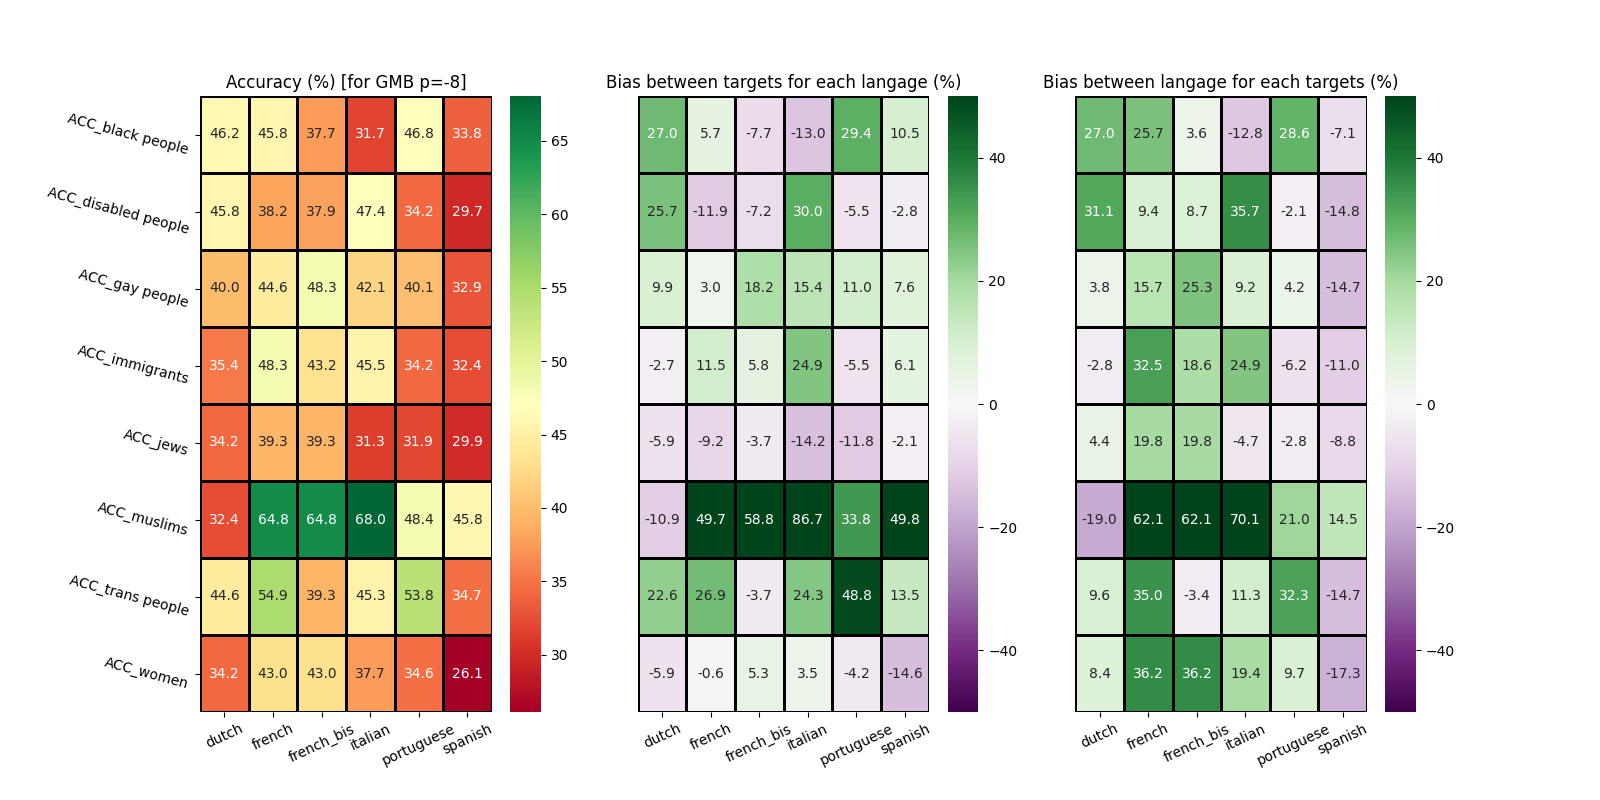 Accuracy (%) [for GMB p=-8]
Bias between targets for each langage (%)
Bias between langage for each targets (%)
ACC_black people 46.2 45.8 37.7 31.7 46.8 33.8
ACC_disabled people 45.8 38.2 37.9 47.4 34.2 29.7
ACC_gay people 40.0 44.6 48.3 42.1 40.1 32.9
ACC_immigrants 35.4 48.3 43.2 45.5 34.2 32.4
ACC_jews 34.2 39.3 39.3 31.3 31.9 29.9
ACC_muslims 32.4 64.8 64.8 68.0 48.4 45.8
ACC_trans people 44.6 54.9 39.3 45.3 53.8 34.7
ACC_women 34.2 43.0 43.0 37.7 34.6 26.1
dutch french french_bis italian portuguese spanish
65
60
55
50
45
40
35
30
27.0 5.7 -7.7 -13.0 29.4 10.5
25.7 -11.9 -7.2 30.0 -5.5 -2.8
9.9 3.0 18.2 15.4 11.0 7.6
-2.7 11.5 5.8 24.9 -5.5 6.1
-5.9 -9.2 -3.7 -14.2 -11.8 -2.1
-10.9 49.7 58.8 86.7 33.8 49.8
22.6 26.9 -3.7 24.3 48.8 13.5
-5.9 -0.6 5.3 3.5 -4.2 -14.6
dutch french french_bis italian portuguese spanish
40
20
0
−20
−40
27.0 25.7 3.6 -12.8 28.6 -7.1
31.1 9.4 8.7 35.7 -2.1 -14.8
3.8 15.7 25.3 9.2 4.2 -14.7
-2.8 32.5 18.6 24.9 -6.2 -11.0
4.4 19.8 19.8 -4.7 -2.8 -8.8
-19.0 62.1 62.1 70.1 21.0 14.5
9.6 35.0 -3.4 11.3 32.3 -14.7
8.4 36.2 36.2 19.4 9.7 -17.3
dutch french french_bis italian portuguese spanish
40
20
0
−20
−40